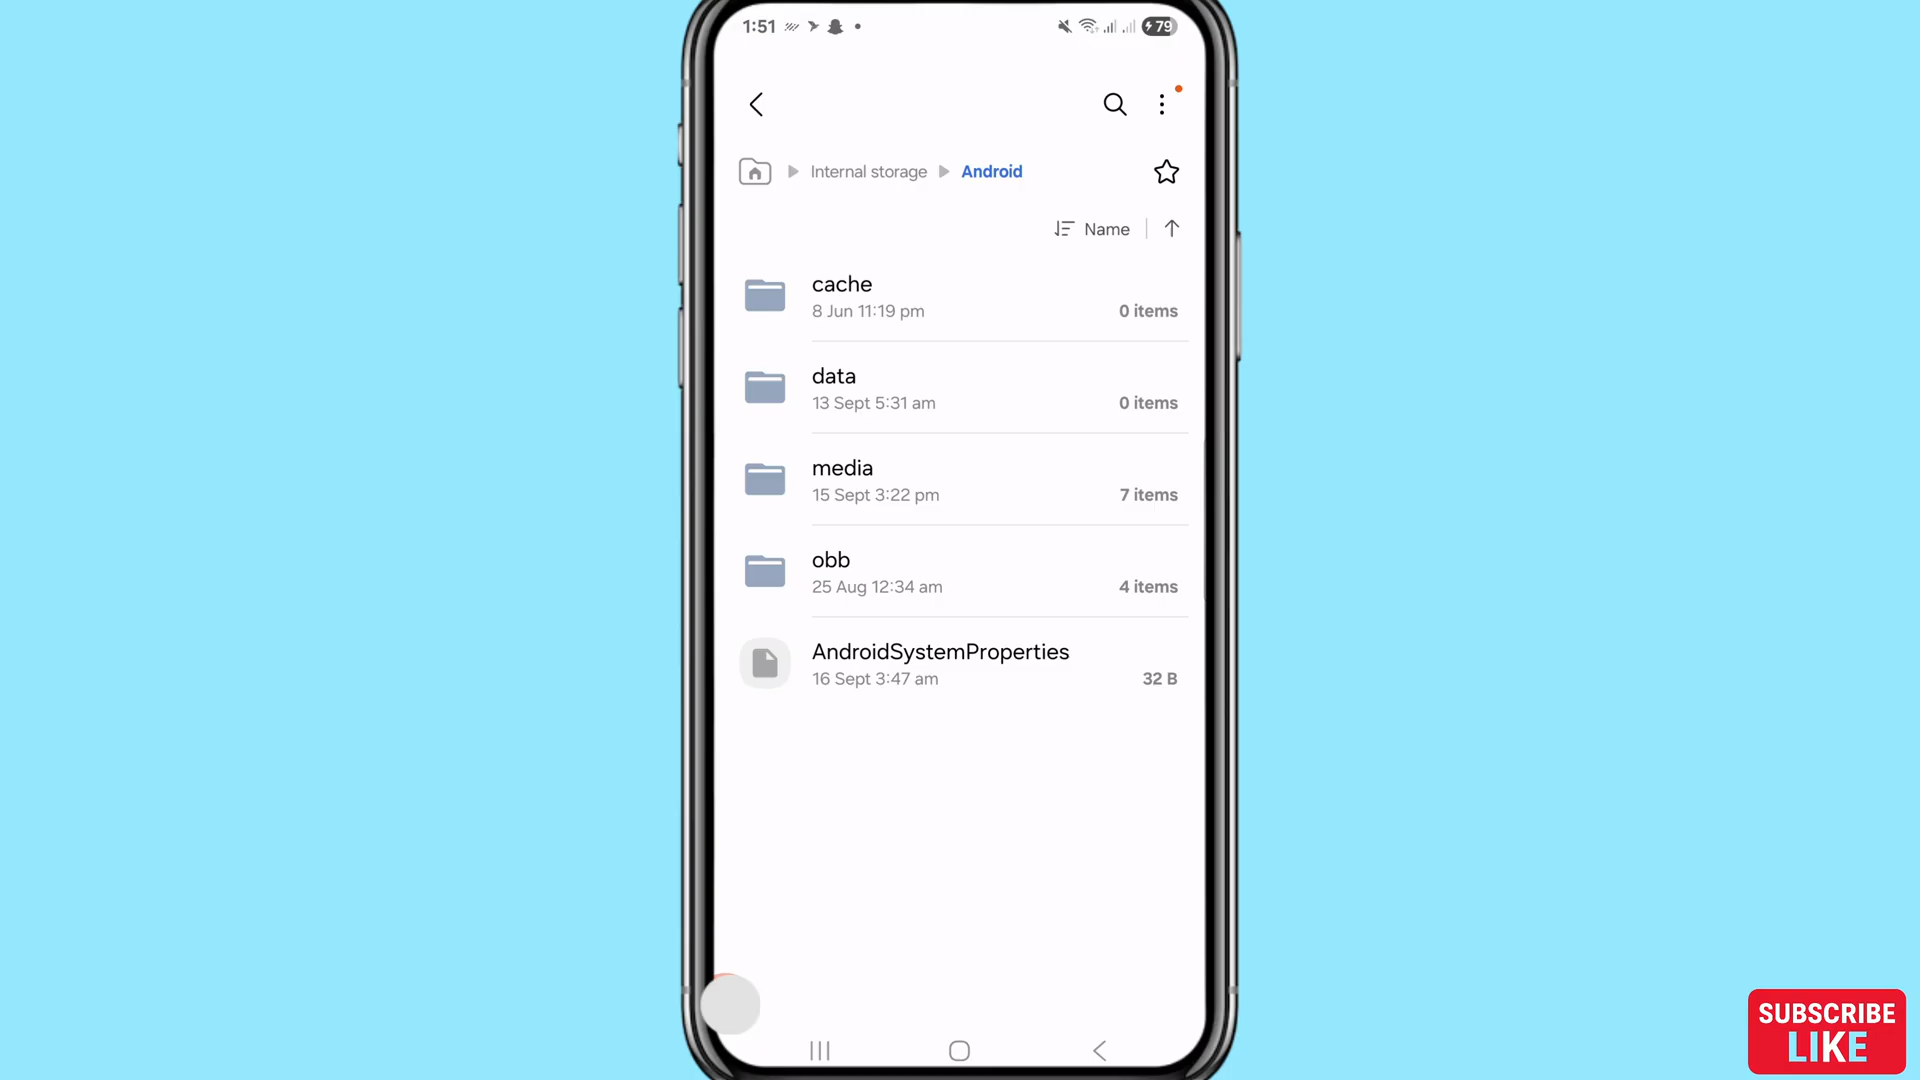 1:51
79
Internal storage
Android
Name
cache
8 Jun 11:19 pm
0 items
data
13 Sept 5:31 am
0 items
media
15 Sept 3:22 pm
7 items
obb
25 Aug 12:34 am
4 items
AndroidSystemProperties
16 Sept 3:47 am
32 B
SUBSCRIBE
LIKE